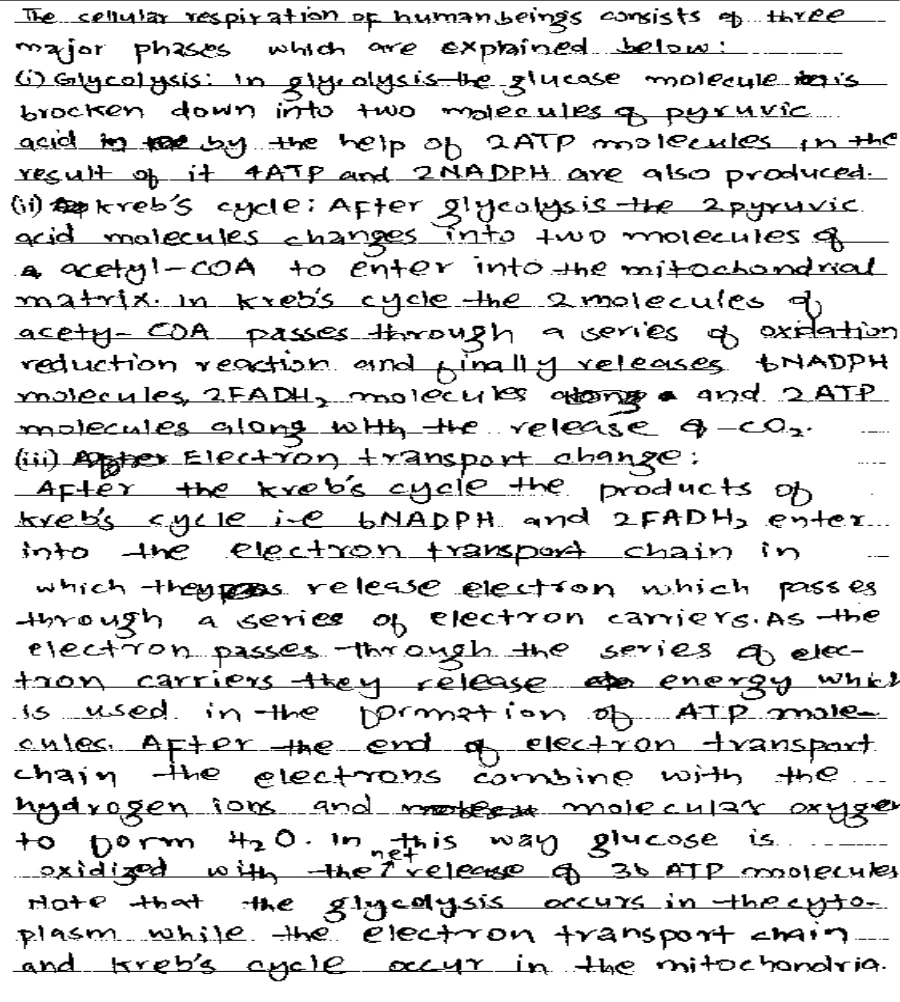 The cellular respiration of human beings consists of three
major phases which are explained below:
(i) Glycolysis: In glycolysis the glucase molecule is
brocken down into two molecules of pyruvic
acid by the help of 2ATP molecules in the
result of it 4ATP and 2NADPH are also produced.
(ii) kreb's cycle: After glycolysis the 2pyruvic
acid molecules changes into two molecules of
acetyl-COA to enter into the mitochondrial
matrix. In kreb's cycle the 2molecules of
acety-COA passes through a series of oxidation
reduction reaction and finally releases 6NADPH
molecules, 2FADH2 molecules and 2ATP
molecules along with the release of CO2.
(iii) Electron transport change:
After the kreb's cycle the products of
kreb's cycle i.e 6NADPH and 2FADH2 enter
into the electron transport chain in
which they release electron which passes
through a series of electron carriers. As the
electron passes through the series of elec-
tron carriers they release energy which
is used in the formation of ATP mole-
cules. After the end of electron transport
chain the electrons combine with the
hydrogen ions and molecular oxygen
to form H2O. In this way glucose is
oxidized with the net release of 36 ATP molecules
Note that the glycolysis occurs in the cyto-
plasm while the electron transport chain
and kreb's cycle occur in the mitochondria.